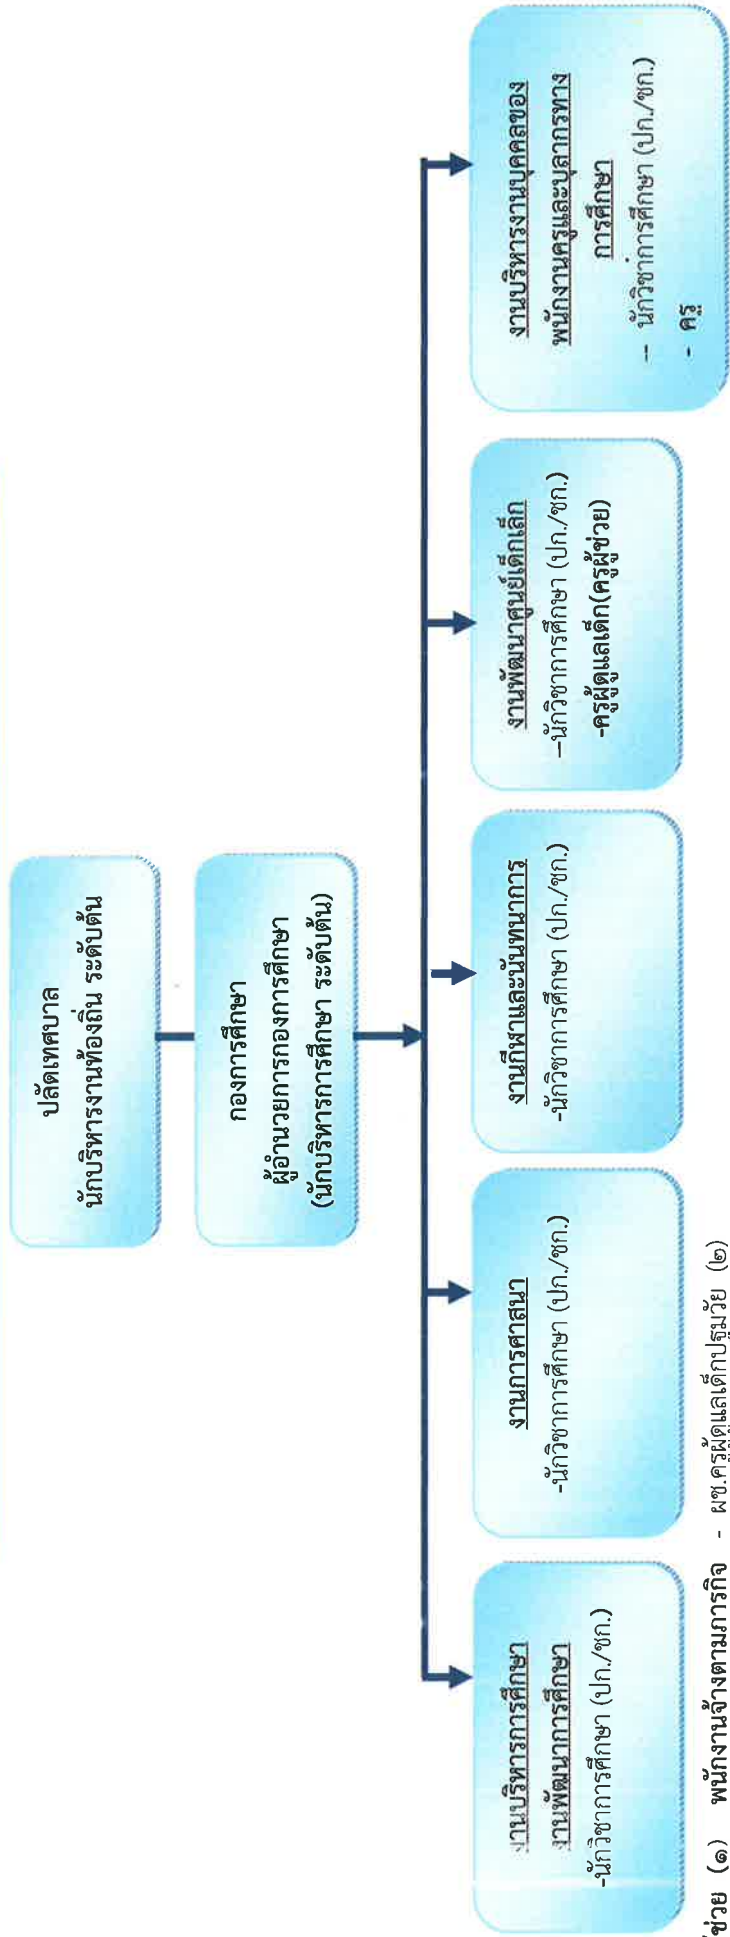 ปลัดเทศบาล
นักบริหารงานท้องถิ่น ระดับต้น
กองการศึกษา
ผู้อำนวยการกองการศึกษา
(นักบริหารการศึกษา ระดับต้น)
งานบริหารการศึกษา
งานพัฒนาการศึกษา
-นักวิชาการศึกษา (ปก./ชก.)
งานการศาสนา
-นักวิชาการศึกษา (ปก./ชก.)
งานกีฬาและนันทนาการ
-นักวิชาการศึกษา (ปก./ชก.)
งานพัฒนาศูนย์เด็กเล็ก
–นักวิชาการศึกษา (ปก./ชก.)
-ครูผู้ดูแลเด็ก(ครูผู้ช่วย)
งานบริหารงานบุคคลของ
พนักงานครูและบุลากรทาง
การศึกษา
– นักวิชาการศึกษา (ปก./ชก.)
- ครู
ช่วย (๑) พนักงานจ้างตามภารกิจ - ผช.ครูผู้ดูแลเด็กปฐมวัย (๒)